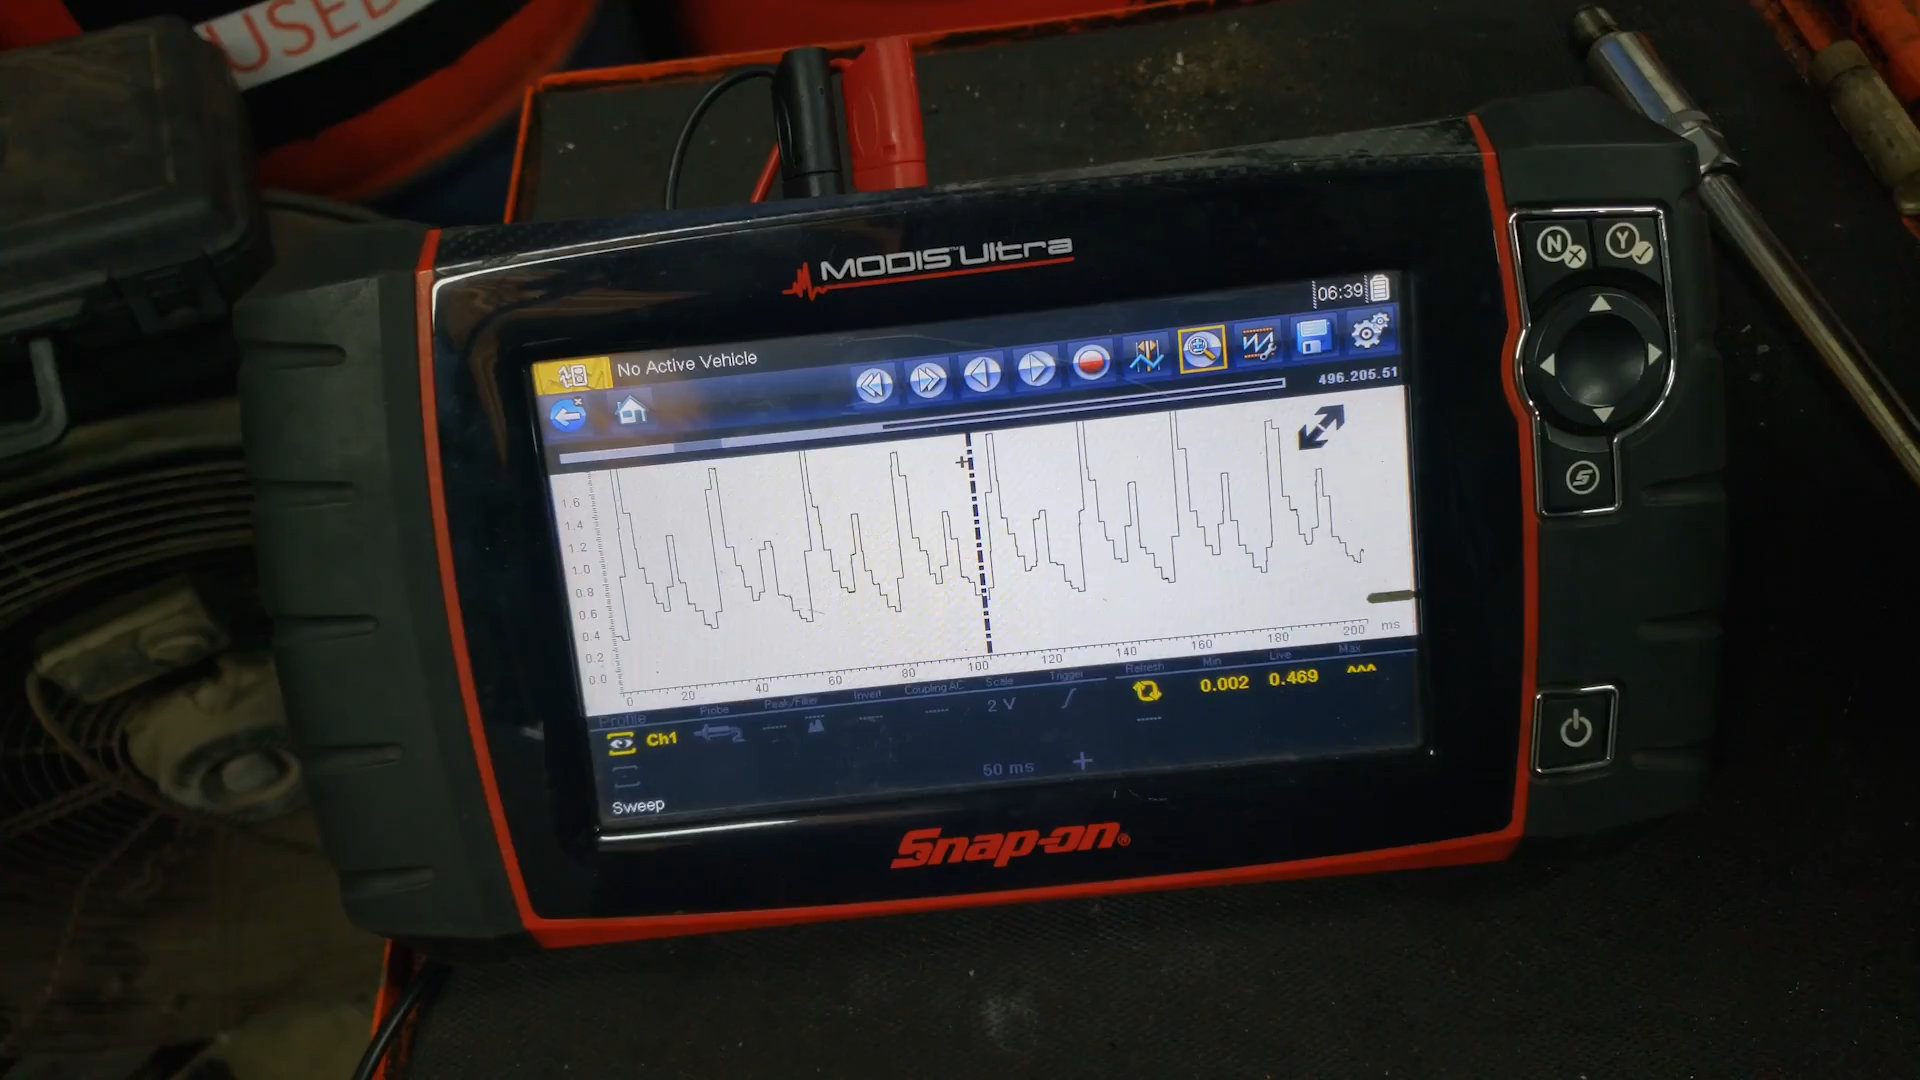 USED
MODIS™ Ultra
06:39
No Active Vehicle
496.205.51
1.6
1.4
1.2
1.0
0.8
0.6
0.4
0.2
0.0
0 20 40 60 80 100 120 140 160 180 200 ms
Profile Probe Peak/Filter Invert Coupling AC Scale Trigger Refresh Min Live Max
Ch1 2 V 0.002 0.469 ^^^
50 ms +
Sweep
Snap-on®
N
Y
S